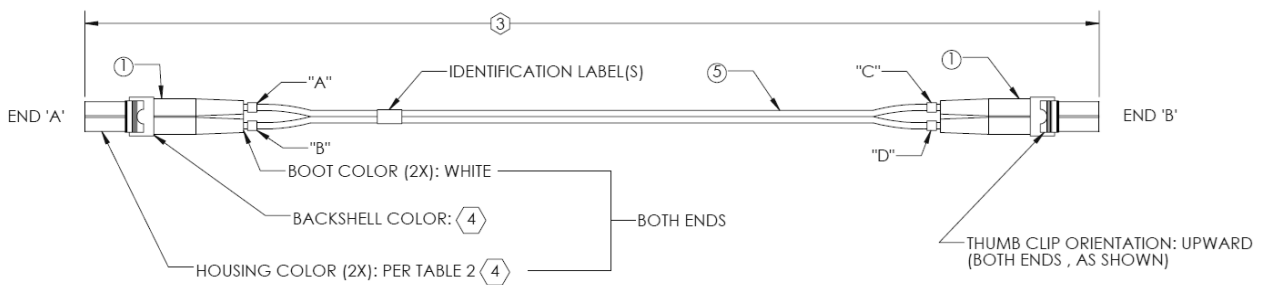 3
1
"A"
IDENTIFICATION LABEL(S)
5
"C"
1
END 'A'
END 'B'
"B"
"D"
BOOT COLOR (2X): WHITE
BACKSHELL COLOR: 4
BOTH ENDS
THUMB CLIP ORIENTATION: UPWARD
(BOTH ENDS , AS SHOWN)
HOUSING COLOR (2X): PER TABLE 2 4